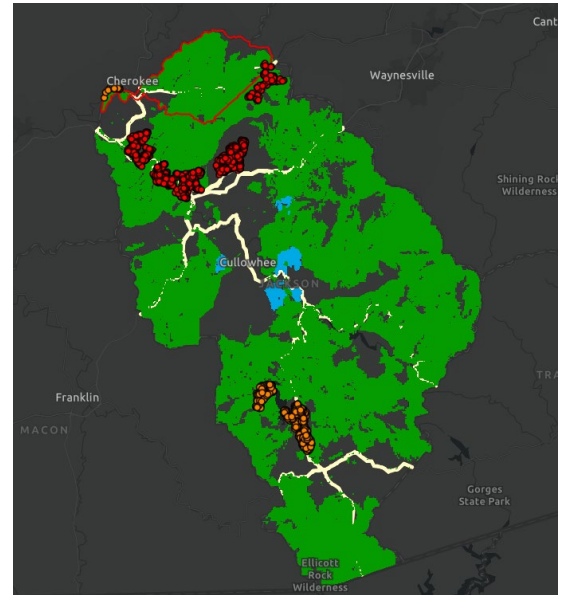 Cant
Cherokee
Waynesville
Shining Rock
Wilderness
Cullowhee
JACKSON
TRA
Franklin
MACON
Gorges
State Park
Ellicott
Rock
Wilderness